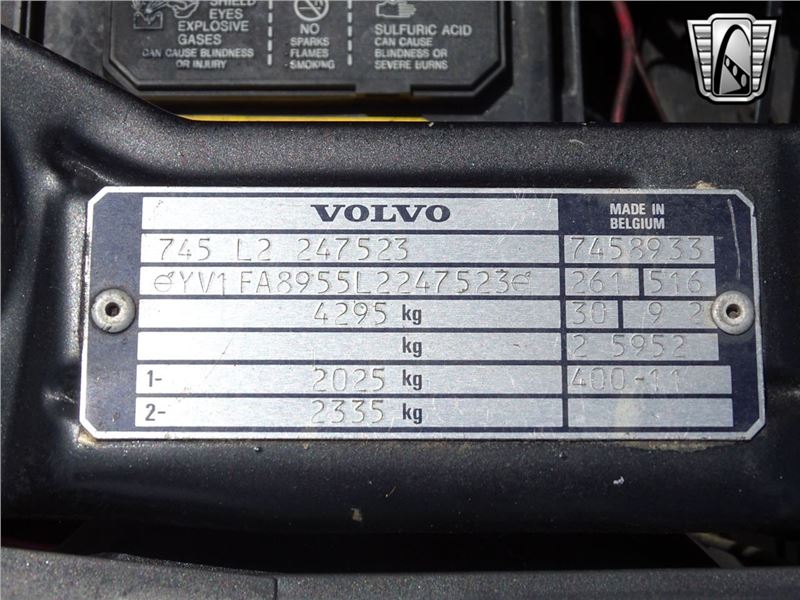 SHIELD
EYES
EXPLOSIVE
GASES
CAN CAUSE BLINDNESS
OR INJURY
NO
SPARKS
FLAMES
SMOKING
SULFURIC ACID
CAN CAUSE
BLINDNESS OR
SEVERE BURNS
VOLVO
MADE IN
BELGIUM
745 L2 247523
7458933
YV1FA8955L2247523
261 516
4295 kg
30 9 2
kg
2 5952
1- 2025 kg
400-11
2- 2335 kg